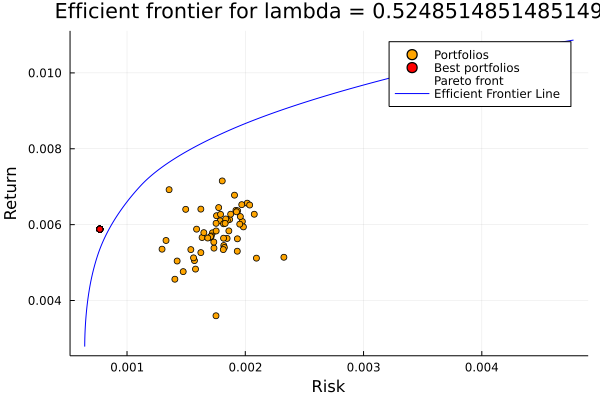 Efficient frontier for lambda = 0.5248514851485149
Portfolios
Best portfolios
Pareto front
Efficient Frontier Line
0.010
0.008
0.006
0.004
Return
0.001 0.002 0.003 0.004
Risk